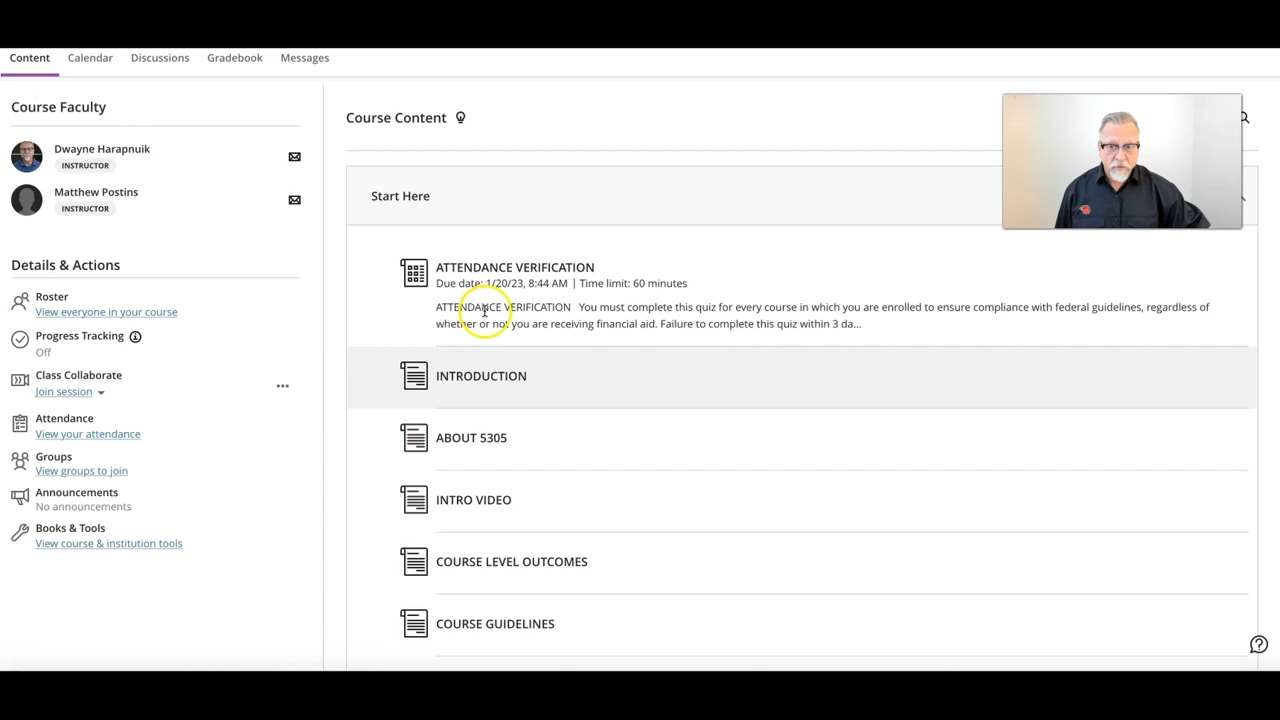 Content Calendar Discussions Gradebook Messages
Course Faculty
Dwayne Harapnuik
INSTRUCTOR
Matthew Postins
INSTRUCTOR
Details & Actions
Roster
View everyone in your course
Progress Tracking
Off
Class Collaborate
Join session
Attendance
View your attendance
Groups
View groups to join
Announcements
No announcements
Books & Tools
View course & institution tools
Course Content
Start Here
ATTENDANCE VERIFICATION
Due date: 1/20/23, 8:44 AM | Time limit: 60 minutes
ATTENDANCE VERIFICATION You must complete this quiz for every course in which you are enrolled to ensure compliance with federal guidelines, regardless of
whether or not you are receiving financial aid. Failure to complete this quiz within 3 da...
INTRODUCTION
ABOUT 5305
INTRO VIDEO
COURSE LEVEL OUTCOMES
COURSE GUIDELINES